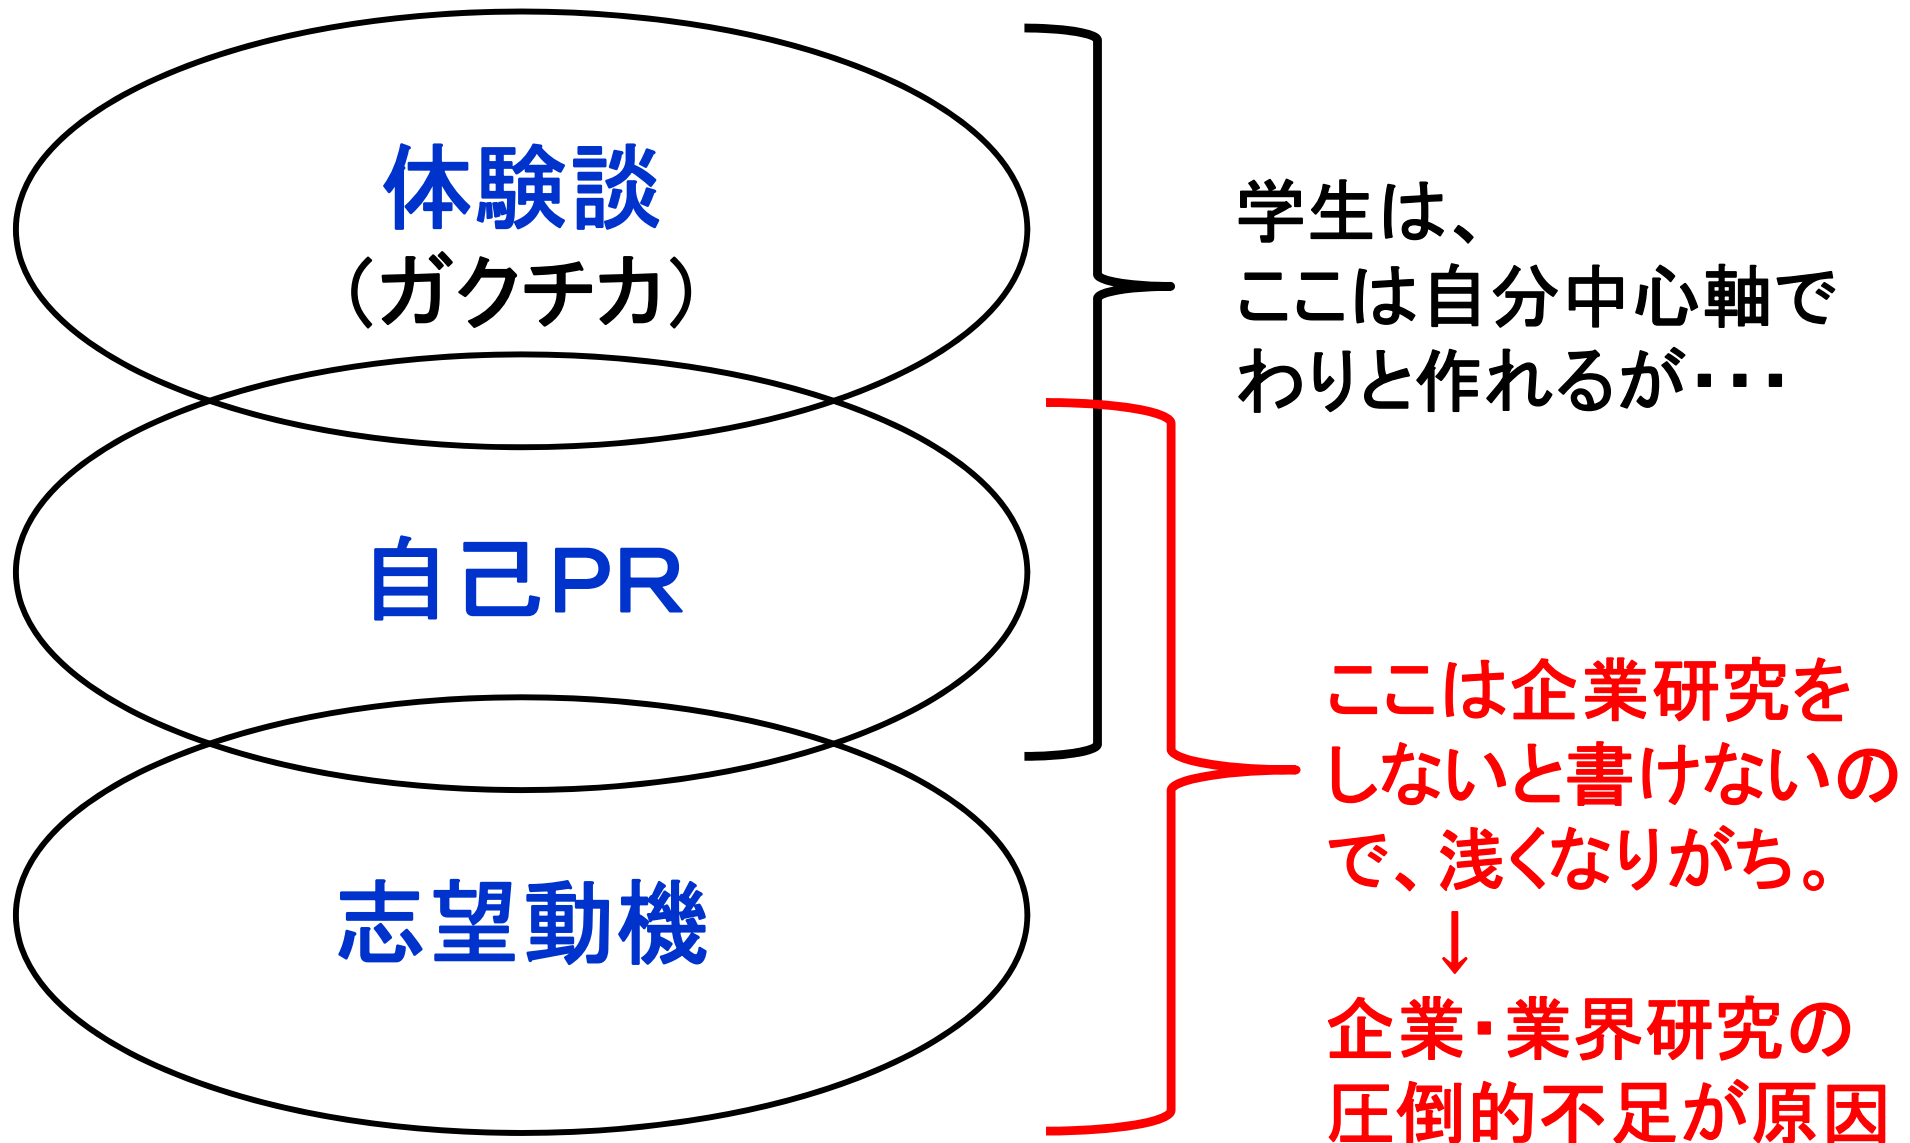 体験談
（ガクチカ）
自己PR
志望動機
学生は、
ここは自分中心軸で
わりと作れるが・・・
ここは企業研究を
しないと書けないの
で、浅くなりがち。
↓
企業・業界研究の
圧倒的不足が原因